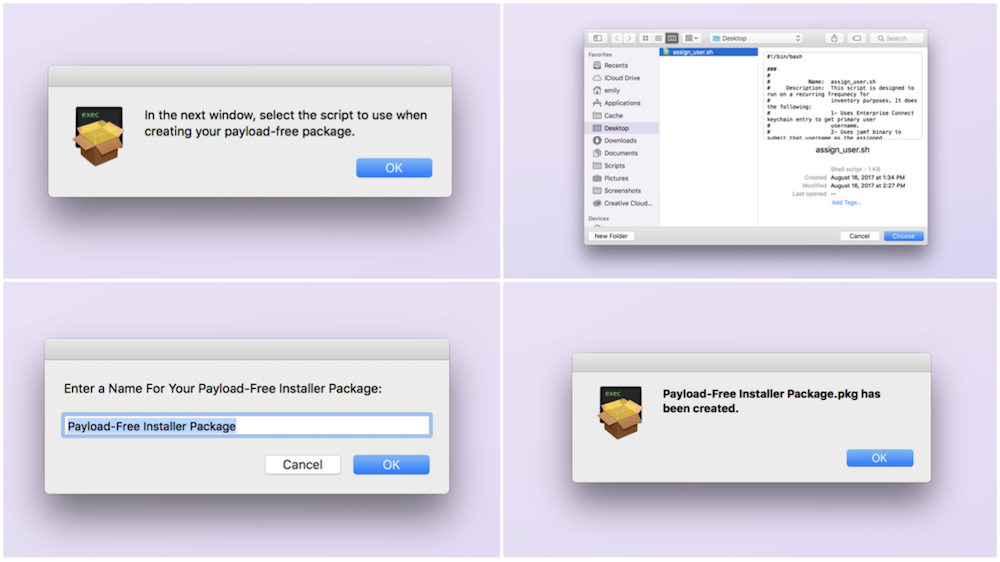 exec
In the next window, select the script to use when
creating your payload-free package.
OK
Desktop
Search
Favorites
Recents
iCloud Drive
emily
Applications
Cache
Desktop
Downloads
Documents
Scripts
Pictures
Screenshots
Creative Cloud...
Devices
assign_user.sh
#!/bin/bash
###
#
# Name: assign_user.sh
# Description: This script is designed to
run on a recurring frequnecy for
# inventory purposes. It does
the following:
# 1- Uses Enterprise Connect
keychain entry to get primary user
# username.
# 2- Uses jamf binary to
submit that username as the assigned
assign_user.sh
Shell script - 1 KB
Created August 16, 2017 at 1:34 PM
Modified August 16, 2017 at 2:27 PM
Last opened --
Add Tags...
New Folder
Cancel
Choose
Enter a Name For Your Payload-Free Installer Package:
Payload-Free Installer Package
Cancel
OK
exec
Payload-Free Installer Package.pkg has
been created.
OK